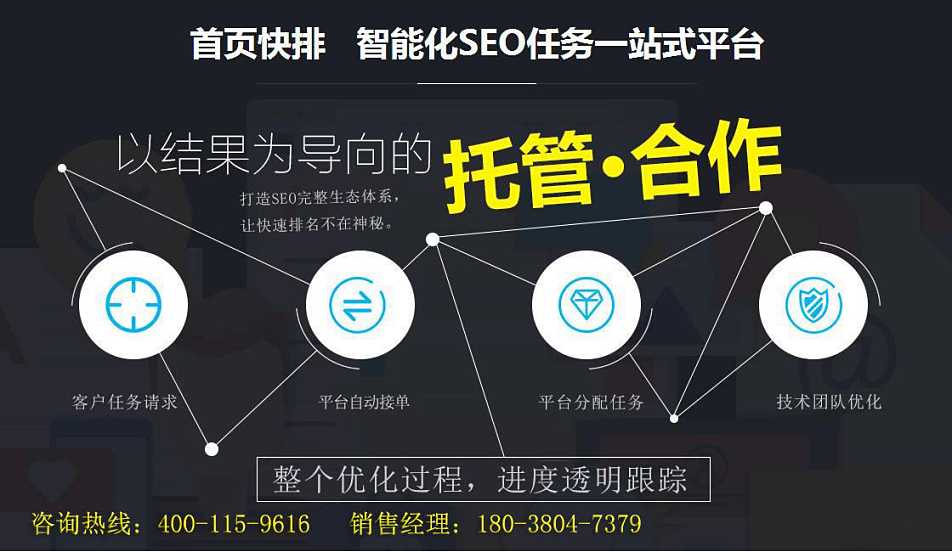 首页快排 智能化SEO任务一站式平台
以结果为导向的 托管·合作
打造SEO完整生态体系，
让快速排名不在神秘。
客户任务请求 平台自动接单 平台分配任务 技术团队优化
整个优化过程，进度透明跟踪
咨询热线：400-115-9616 销售经理：180-3804-7379